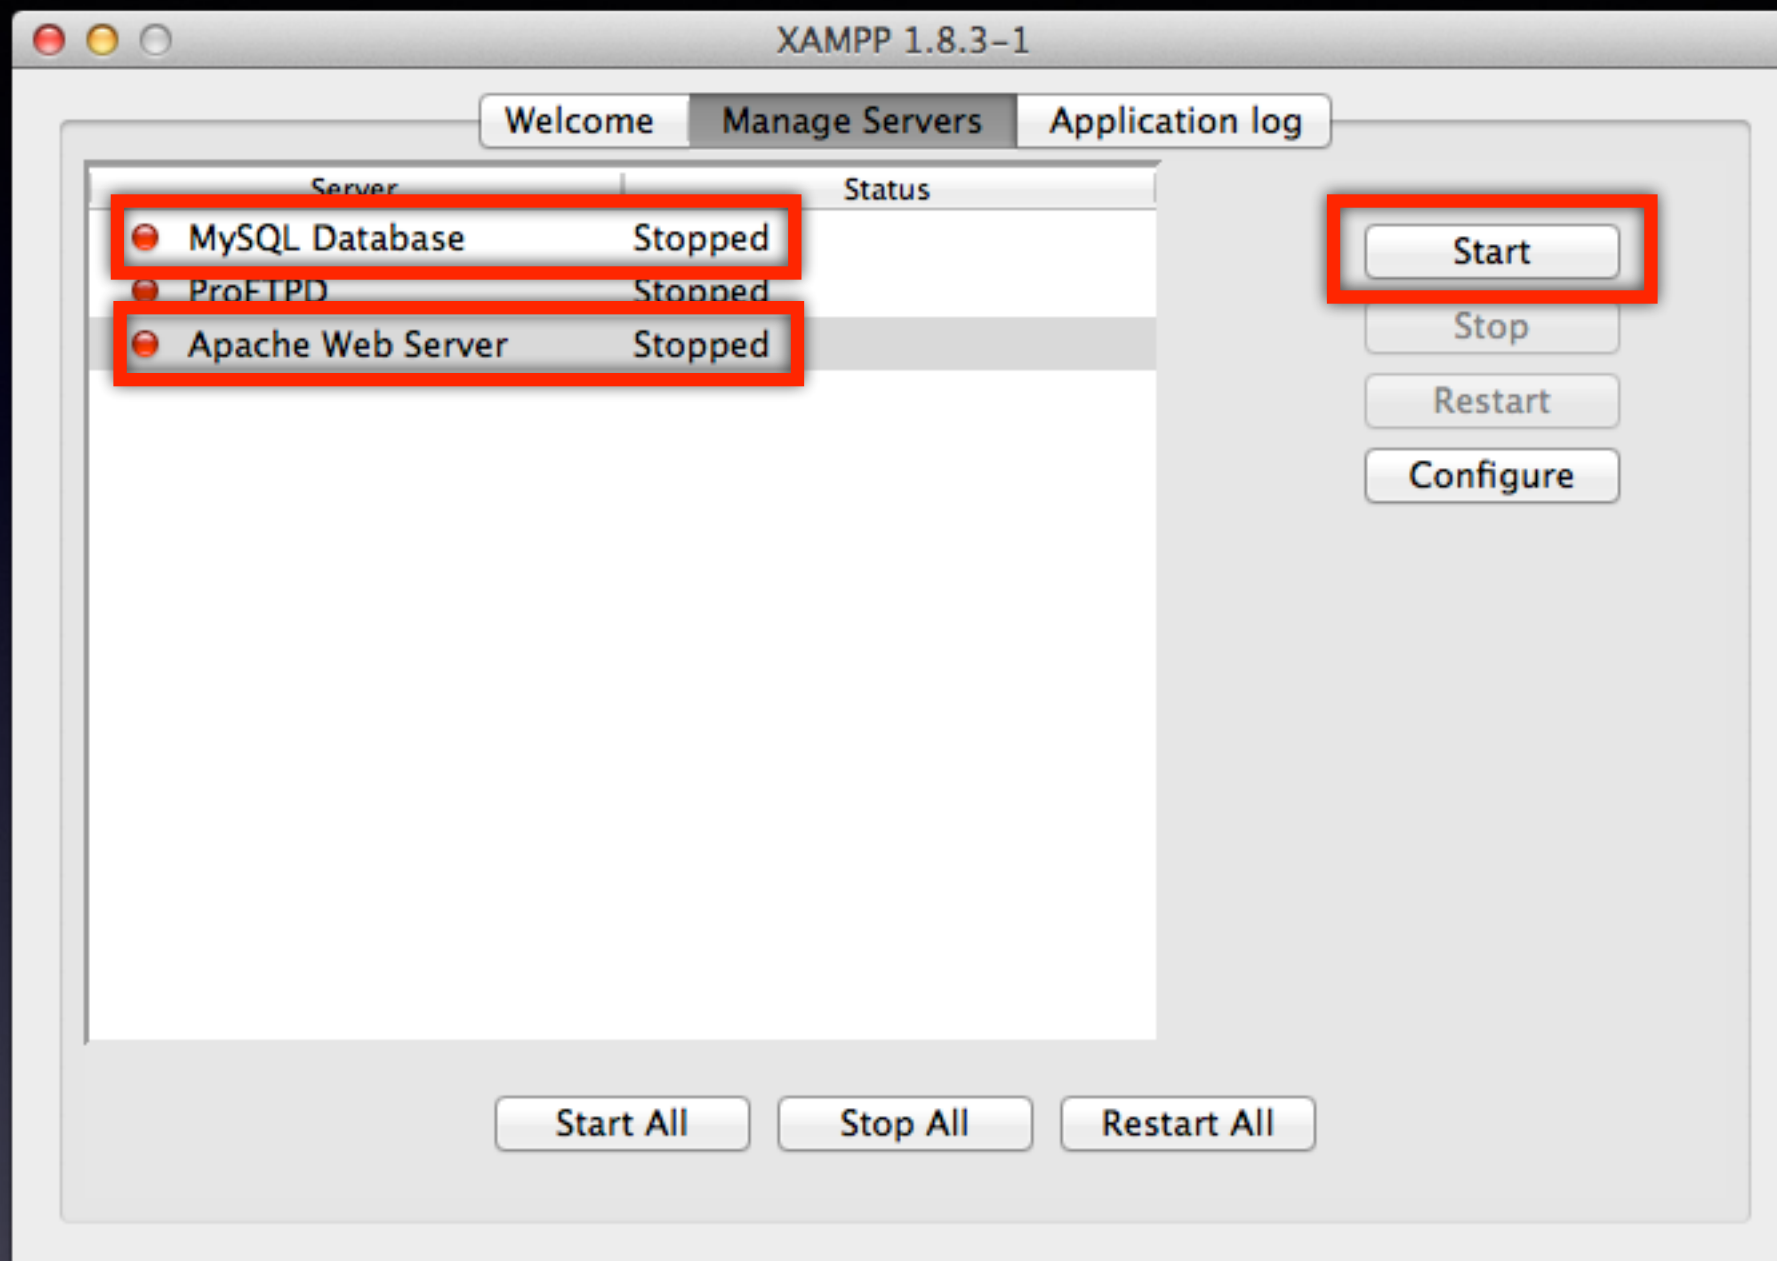 XAMPP 1.8.3-1
Welcome Manage Servers Application log
Server Status
MySQL Database Stopped
ProFTPD Stopped
Apache Web Server Stopped
Start
Stop
Restart
Configure
Start All Stop All Restart All